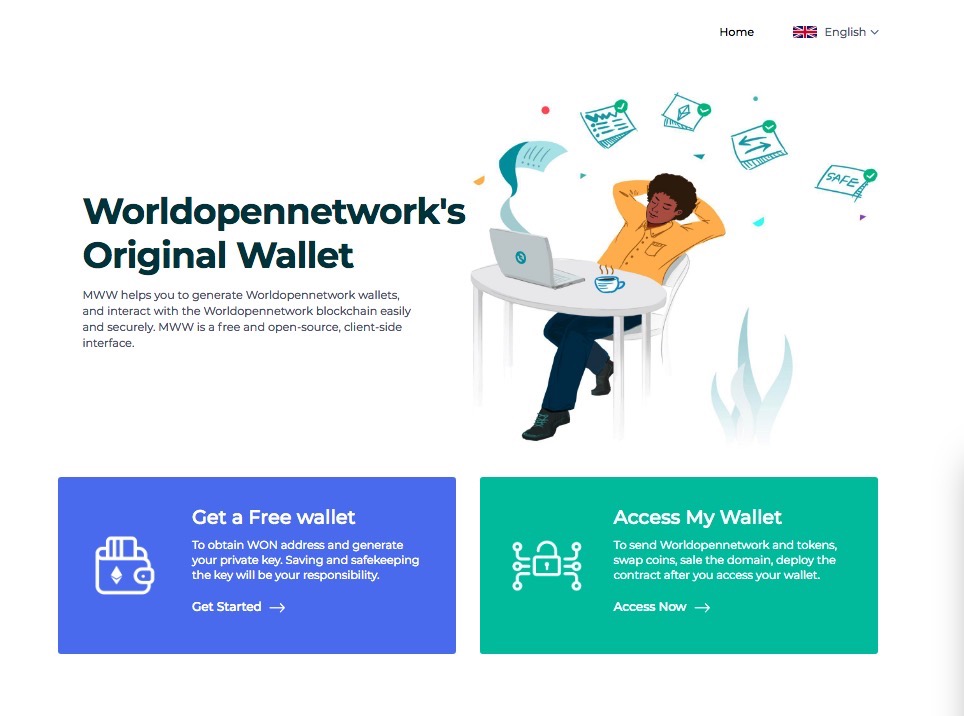 Home
English
SAFE
Worldopennetwork's
Original Wallet
MWW helps you to generate Worldopennetwork wallets,
and interact with the Worldopennetwork blockchain easily
and securely. MWW is a free and open-source, client-side
interface.
Get a Free wallet
To obtain WON address and generate
your private key. Saving and safekeeping
the key will be your responsibility.
Get Started
Access My Wallet
To send Worldopennetwork and tokens,
swap coins, sale the domain, deploy the
contract after you access your wallet.
Access Now